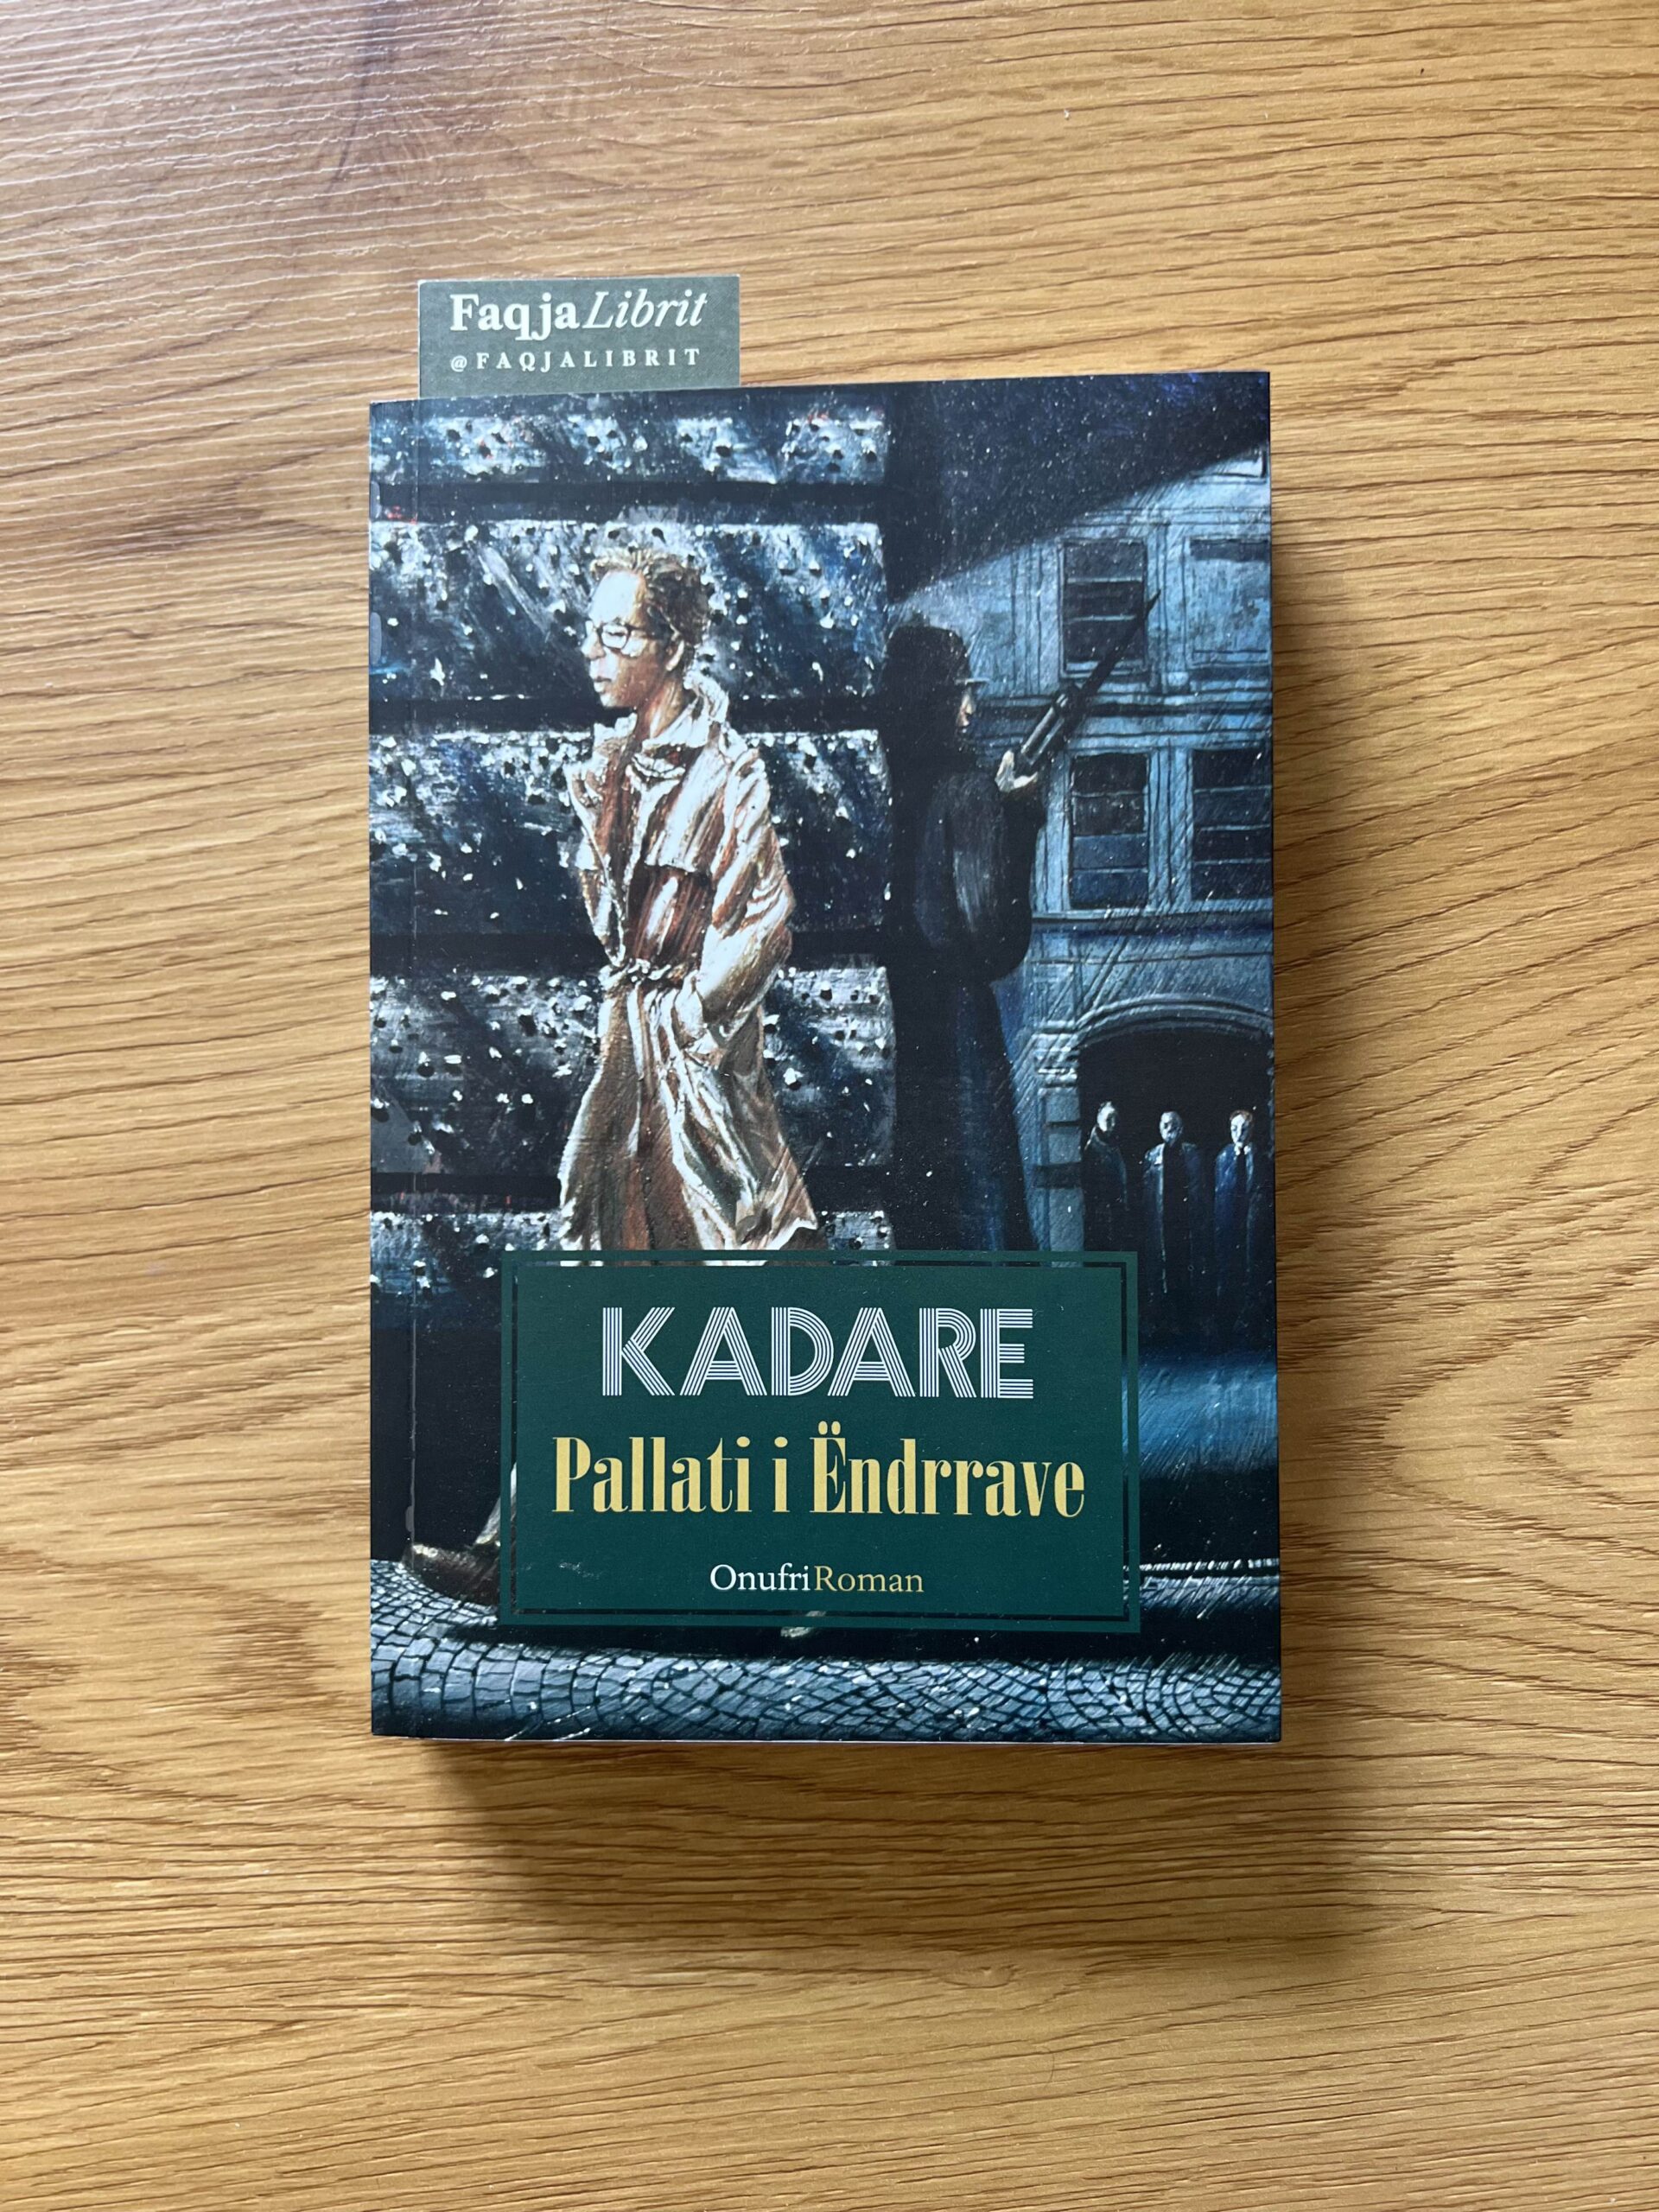 FaqjaLibrit
@FAQJALIBRIT
KADARE
Pallati i Ëndrrave
OnufriRoman